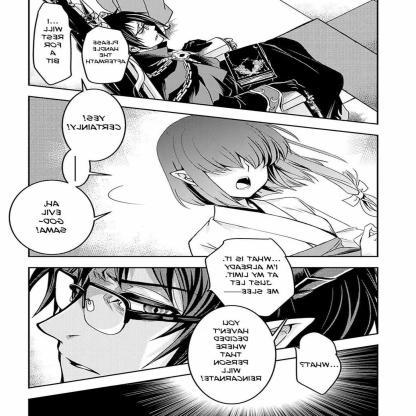 ...I
WILL
REST
FOR
A
BIT
PLEASE
HANDLE
THE
AFTERMATH
YES!
CERTAINLY!
AH,
EVIL
GOD-
SAMA!
...WHAT IS IT.
I'M ALREADY
AT MY LIMIT.
JUST LET
ME SLEE——
YOU
HAVEN'T
DECIDED
WHERE
THAT
PERSON
WILL
REINCARNATE!
...WHAT?